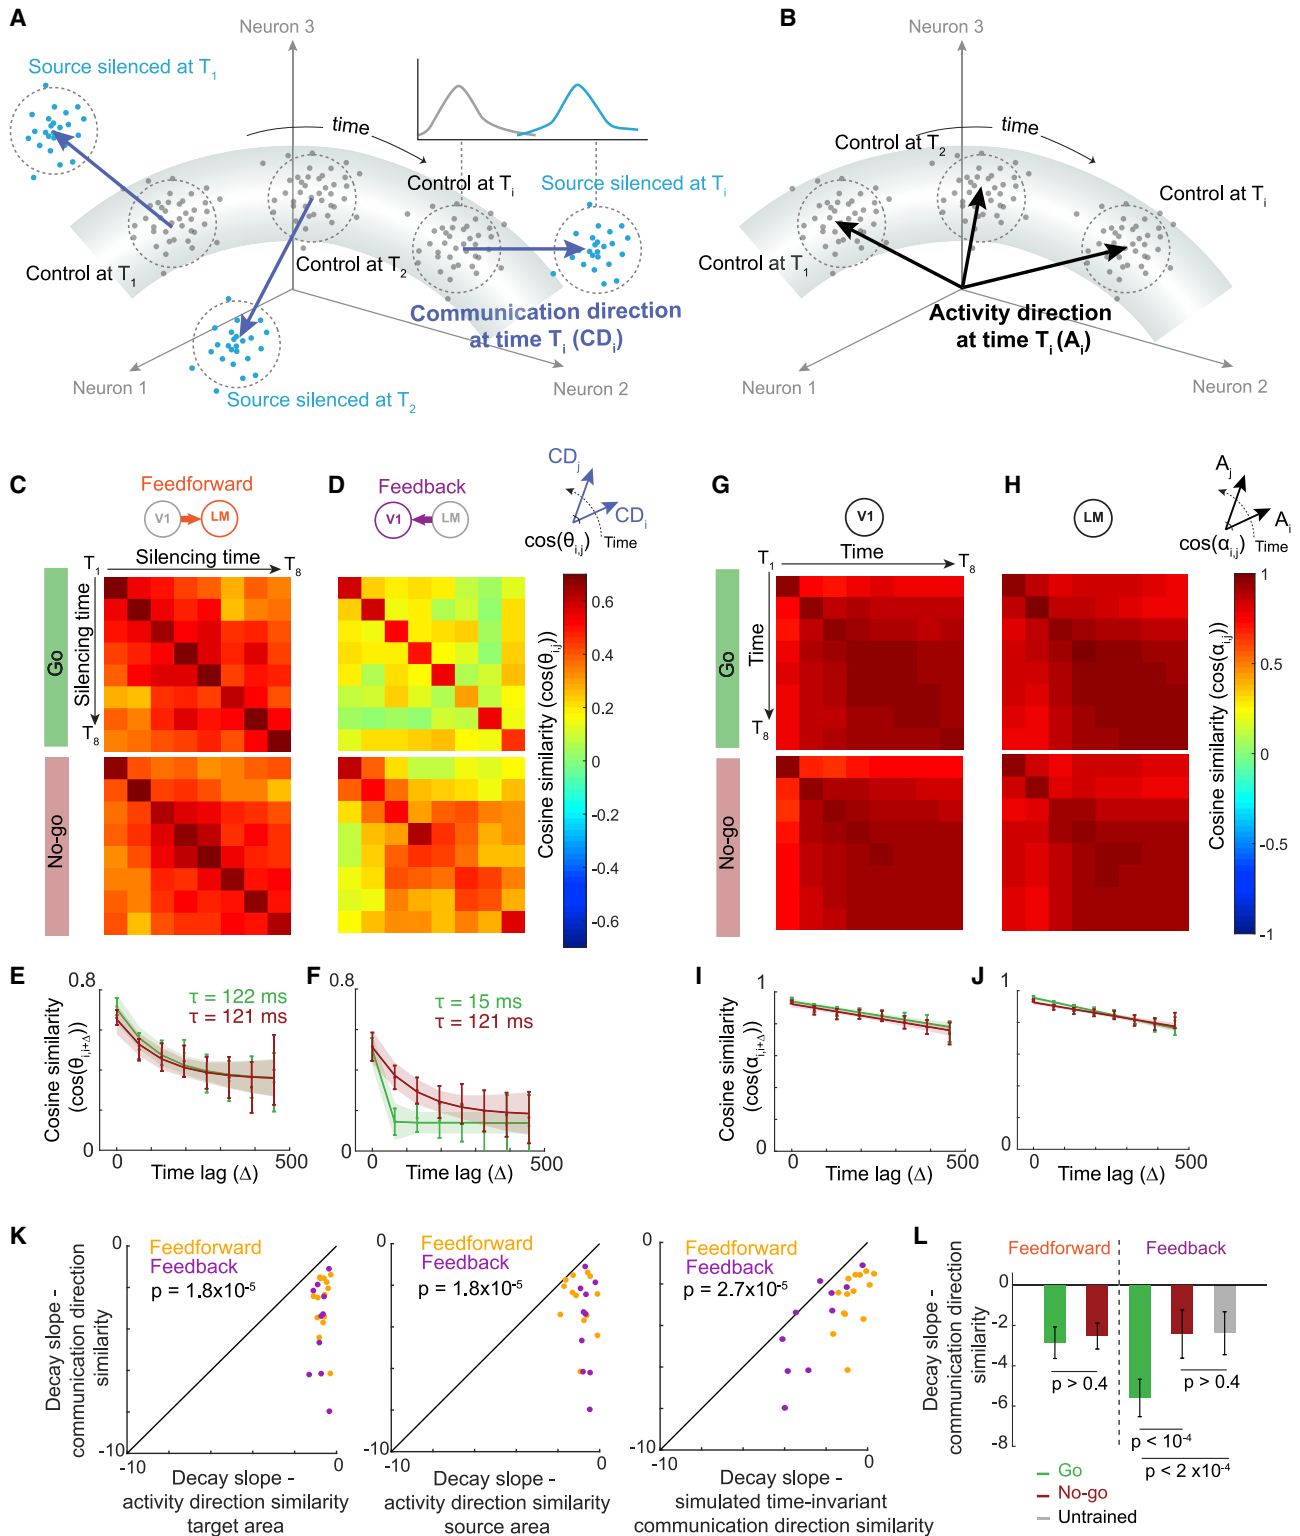 A
Neuron 3
Source silenced at T1
time
Control at Ti
Source silenced at Ti
Control at T1
Control at T2
Communication direction
at time Ti (CDi)
Neuron 1
Source silenced at T2
Neuron 2
B
Neuron 3
time
Control at T2
Control at Ti
Control at T1
Activity direction
at time Ti (Ai)
Neuron 1
Neuron 2
C
Feedforward
V1
LM
T1
Silencing time
T8
Silencing time
T8
Go
No-go
D
Feedback
V1
LM
CDj
CDi
cos(θi,j)
Time
Cosine similarity (cos(θi,j))
0.6
0.4
0.2
0
-0.2
-0.4
-0.6
G
V1
T1
Time
T8
Time
T8
Go
No-go
H
LM
Aj
Ai
cos(αi,j)
Time
Cosine similarity (cos(αi,j))
1
0.5
0
-0.5
-1
E
0.8
τ = 122 ms
τ = 121 ms
Cosine similarity
(cos(θi,i+Δ))
0
0
500
Time lag (Δ)
F
0.8
τ = 15 ms
τ = 121 ms
0
0
500
Time lag (Δ)
I
1
Cosine similarity
(cos(αi,i+Δ))
0
0
500
Time lag (Δ)
J
1
0
0
500
Time lag (Δ)
K
0
Feedforward
Feedback
p = 1.8x10-5
Decay slope -
communication direction
similarity
-10
-10
0
Decay slope -
activity direction similarity
target area
0
Feedforward
Feedback
p = 1.8x10-5
-10
-10
0
Decay slope -
activity direction similarity
source area
0
Feedforward
Feedback
p = 2.7x10-5
-10
-10
0
Decay slope -
simulated time-invariant
communication direction similarity
L
Feedforward
Feedback
0
-2
-4
-6
-8
Decay slope -
communication direction
similarity
p > 0.4
p > 0.4
p < 10-4
p < 2 x10-4
Go
No-go
Untrained